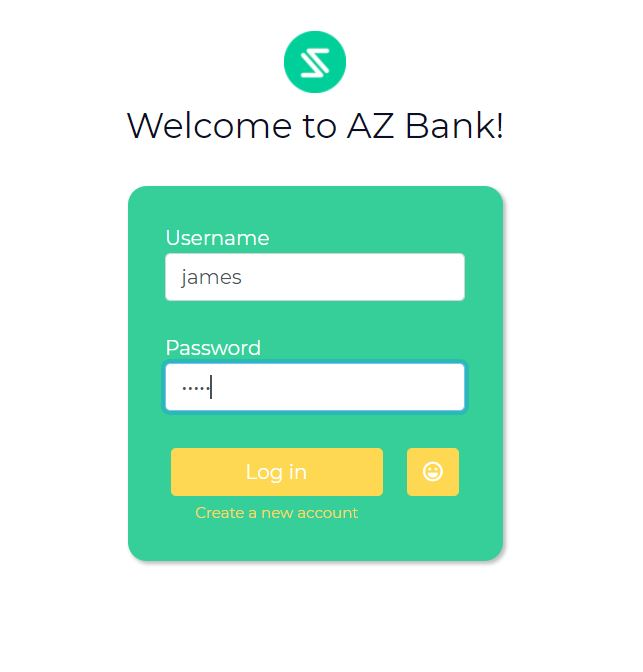 Welcome to AZ Bank!
Username
james
Password
•••••
Log in
Create a new account